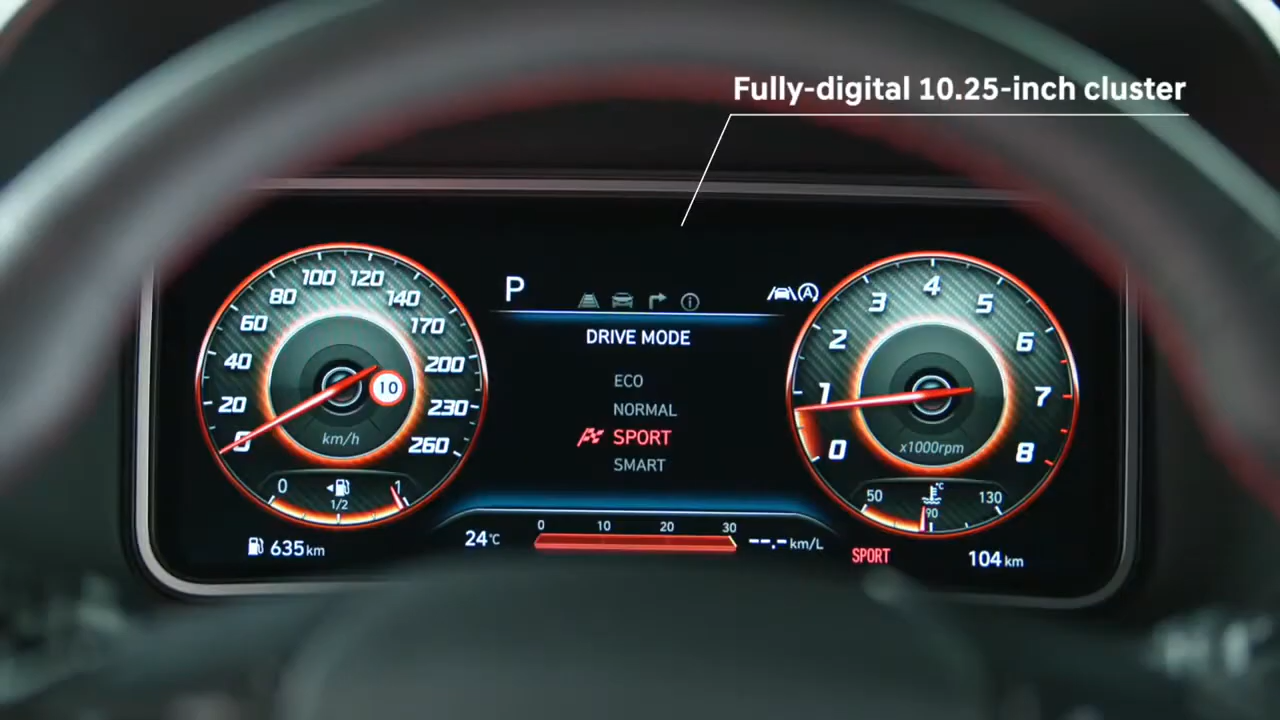 Fully-digital 10.25-inch cluster
0
20
40
60
80
100
120
140
170
200
230
260
10
km/h
0
1/2
1
635km
P
A
DRIVE MODE
ECO
NORMAL
SPORT
SMART
24°C
0 10 20 30
--.- km/L
0
1
2
3
4
5
6
7
8
x1000rpm
50
°C
90
130
SPORT
104 km